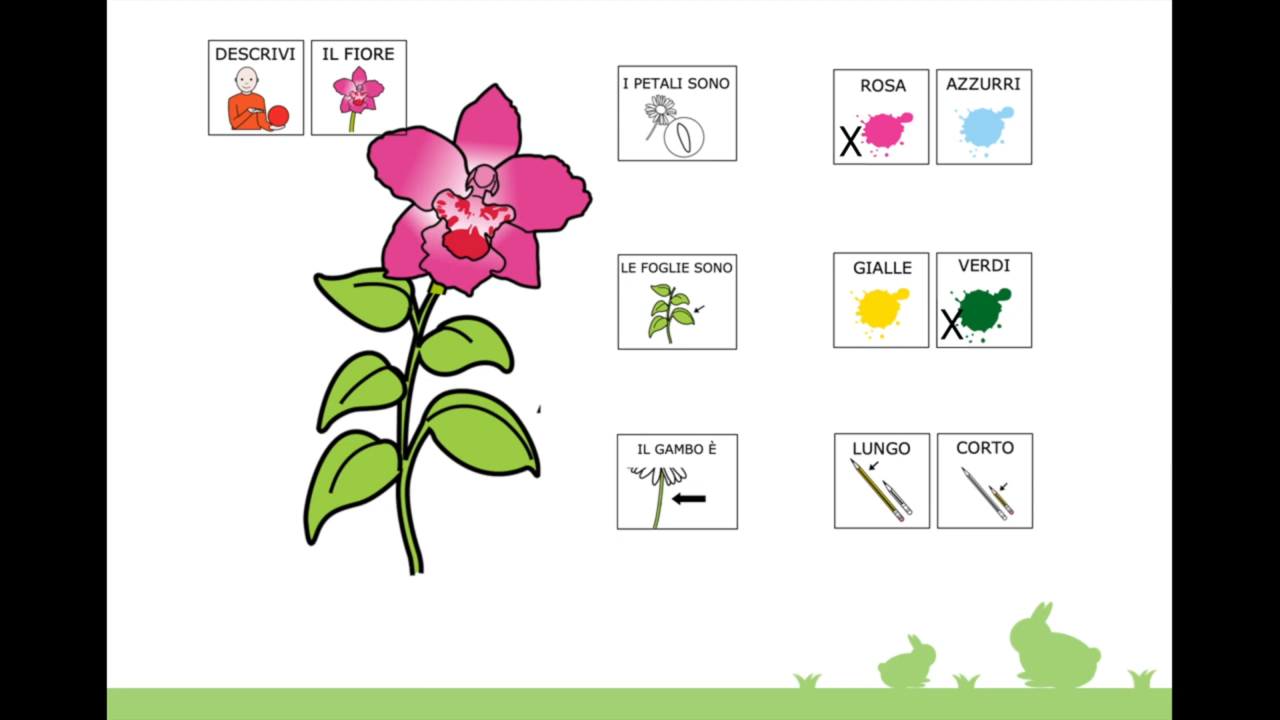 DESCRIVI
IL FIORE
I PETALI SONO
ROSA
X
AZZURRI
LE FOGLIE SONO
GIALLE
VERDI
X
IL GAMBO È
LUNGO
CORTO